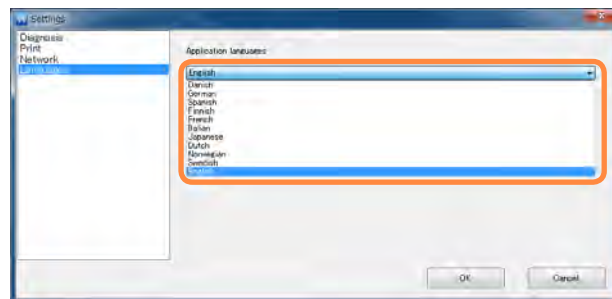 Settings
Diagnosis
Print
Network
Languages
Application languages
English
Danish
German
Spanish
Finnish
French
Italian
Japanese
Dutch
Norwegian
Swedish
English
OK
Cancel